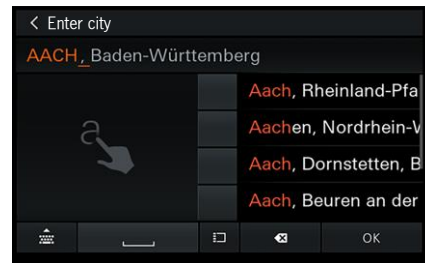 Enter city
AACH, Baden-Württemberg
a
Aach, Rheinland-Pfa
Aachen, Nordrhein-
Aach, Dornstetten, B
Aach, Beuren an der
OK